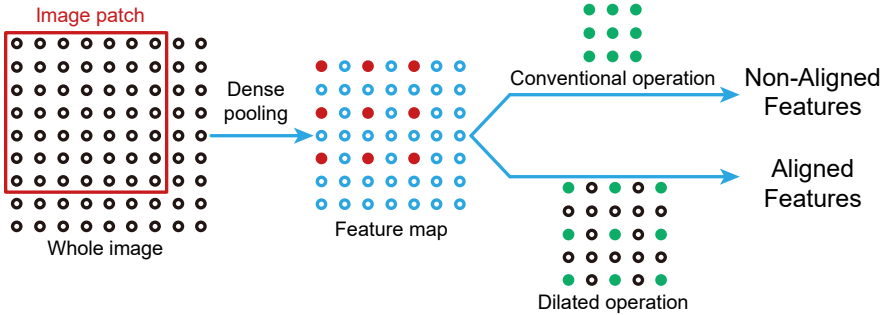 Image patch
Whole image
Dense
pooling
Feature map
Conventional operation
Non-Aligned
Features
Aligned
Features
Dilated operation